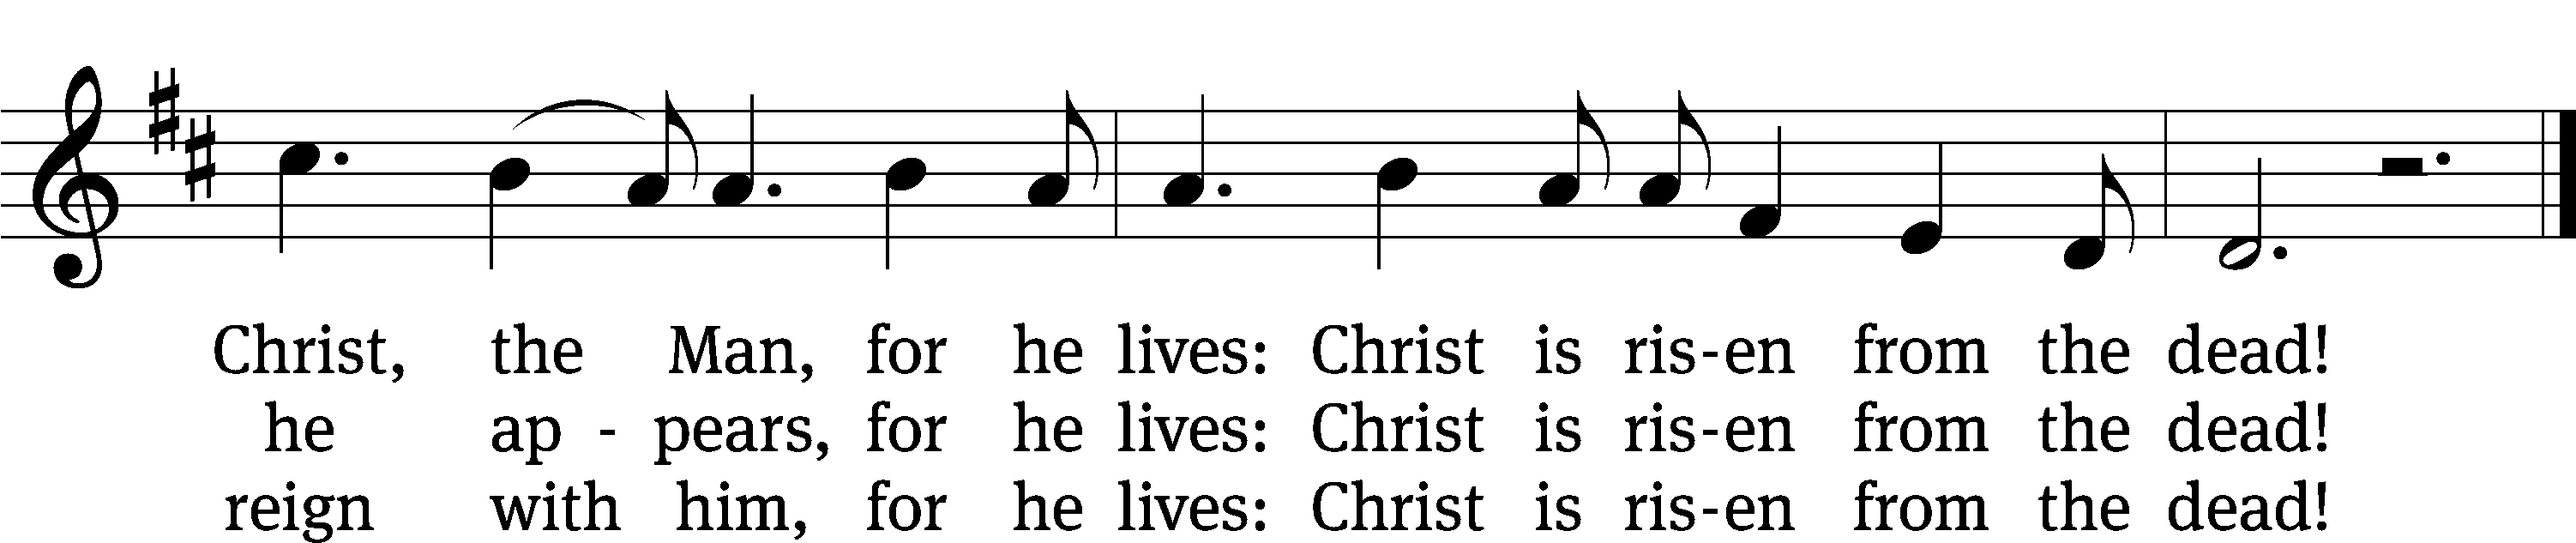 Christ, the Man, for he lives: Christ is ris-en from the dead!
he ap - pears, for he lives: Christ is ris-en from the dead!
reign with him, for he lives: Christ is ris-en from the dead!